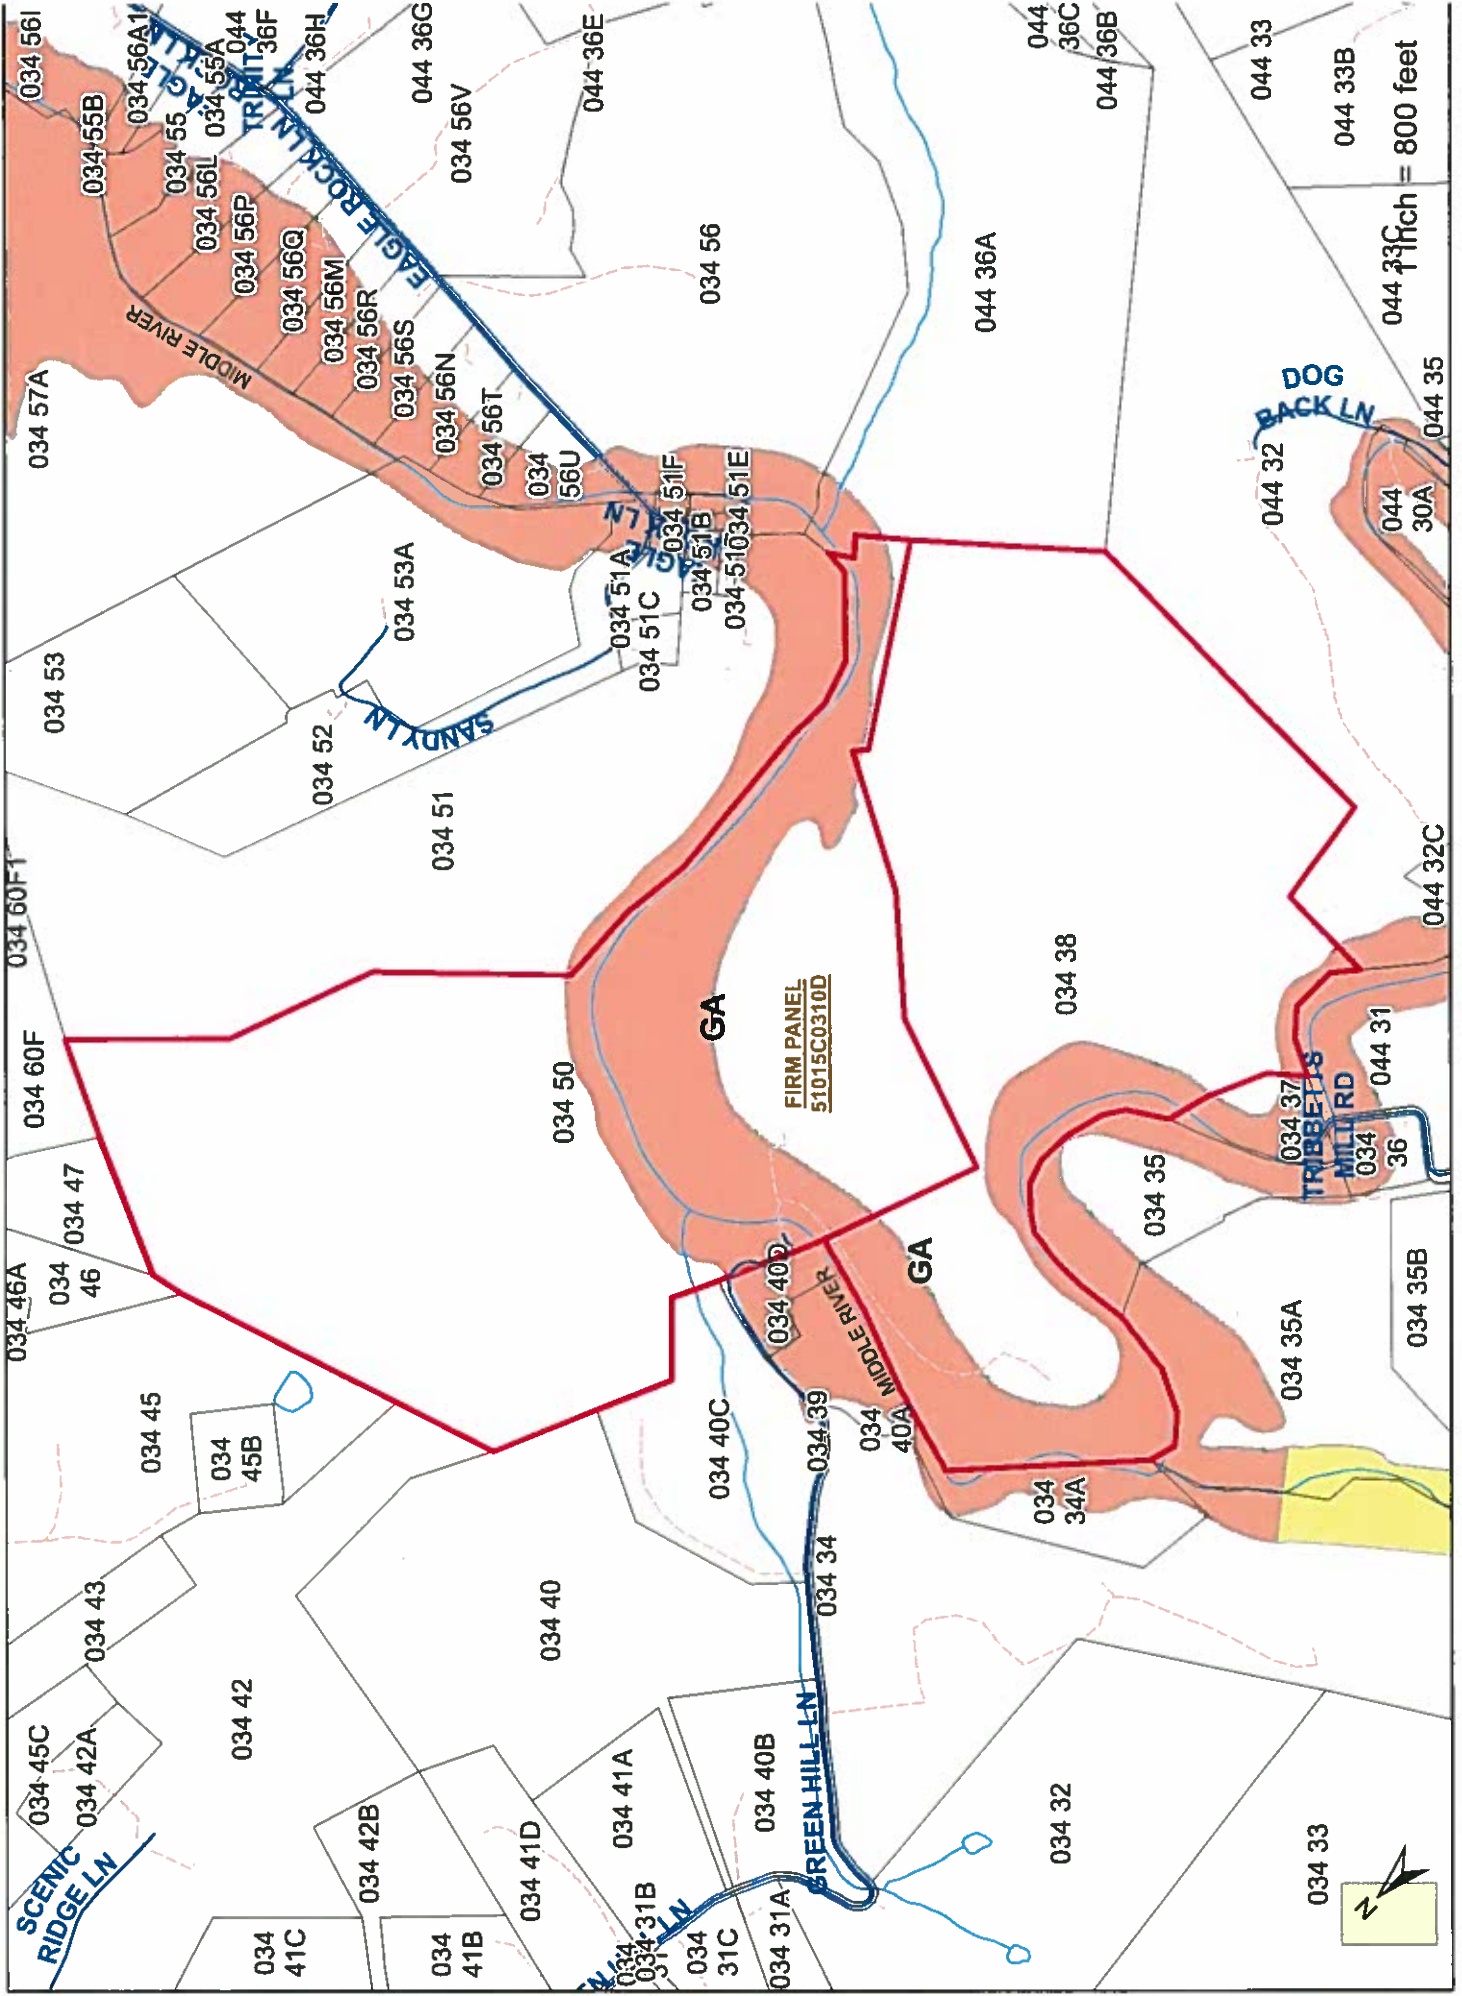 034 56I
034 56A1
EAGLE ROCK LN
034 55A
044
36F
TRINITY
LN
044 36H
044 36G
044 36E
044
36C
044 36B
044 33
044 33B
1 inch = 800 feet
044 33C
034 55B
034 55
034 56L
034 56P
034 56Q
034 56M
034 56R
034 56S
034 56N
034 56T
034
56U
EAGLE ROCK LN
034 56V
034 56
044 36A
MIDDLE RIVER
034 57A
DOG
BACK LN
044 35
044 32
044
30A
034 53A
034 51A
034 51C
034 51F
034 51B
034 51E
034 51D
034 53
034 52
SANDY LN
034 51
034 60F1
034 60F
034 50
GA
FIRM PANEL
51015C0310D
034 38
044 32C
044 31
034 37
TRIBBETTS
MILL RD
034
36
034 35
034 47
034
46
034 46A
034 40D
MIDDLE RIVER
GA
034 35A
034 35B
034 45
034
45B
034 40C
034 39
034
40A
034
34A
034 43
034 42
034 40
034 34
034 45C
034 42A
SCENIC
RIDGE LN
034 42B
034 41D
034 41A
034 40B
GREEN HILL LN
034 32
034 33
034
41C
034
41B
034 31B
LN
034
31C
034 31A
N